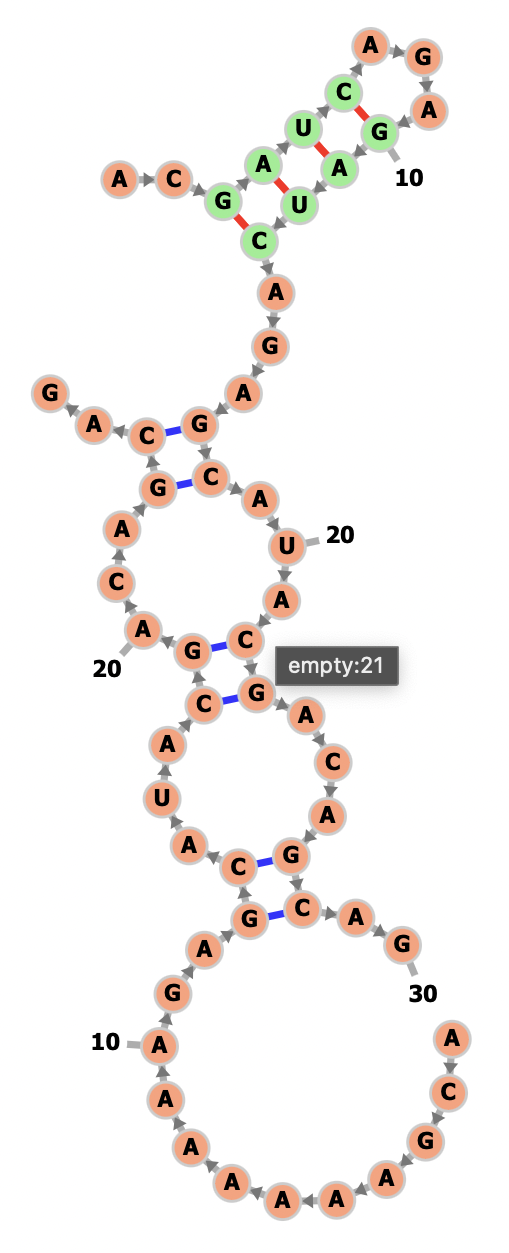 A G
C A
U G
A A
A C 10
G U
C
A
G
G A
A C G
G C A
A U 20
C A
A G C
20 empty:21
C G A
A C
U A
A C G
G C A
A G
G 30
10 A A
A C
A G
A A A A